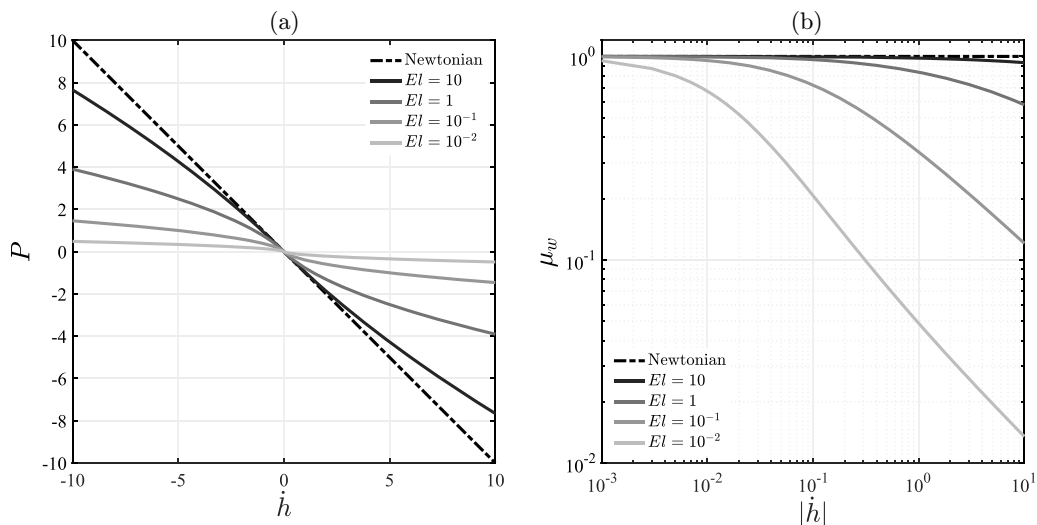 (a)
10
8
6
4
2
0
-2
-4
-6
-8
-10
P
-10 -5 0 5 10
ḣ
Newtonian
El = 10
El = 1
El = 10⁻¹
El = 10⁻²
(b)
10⁰
10⁻¹
10⁻²
μ_w
10⁻³ 10⁻² 10⁻¹ 10⁰ 10¹
|ḣ|
Newtonian
El = 10
El = 1
El = 10⁻¹
El = 10⁻²